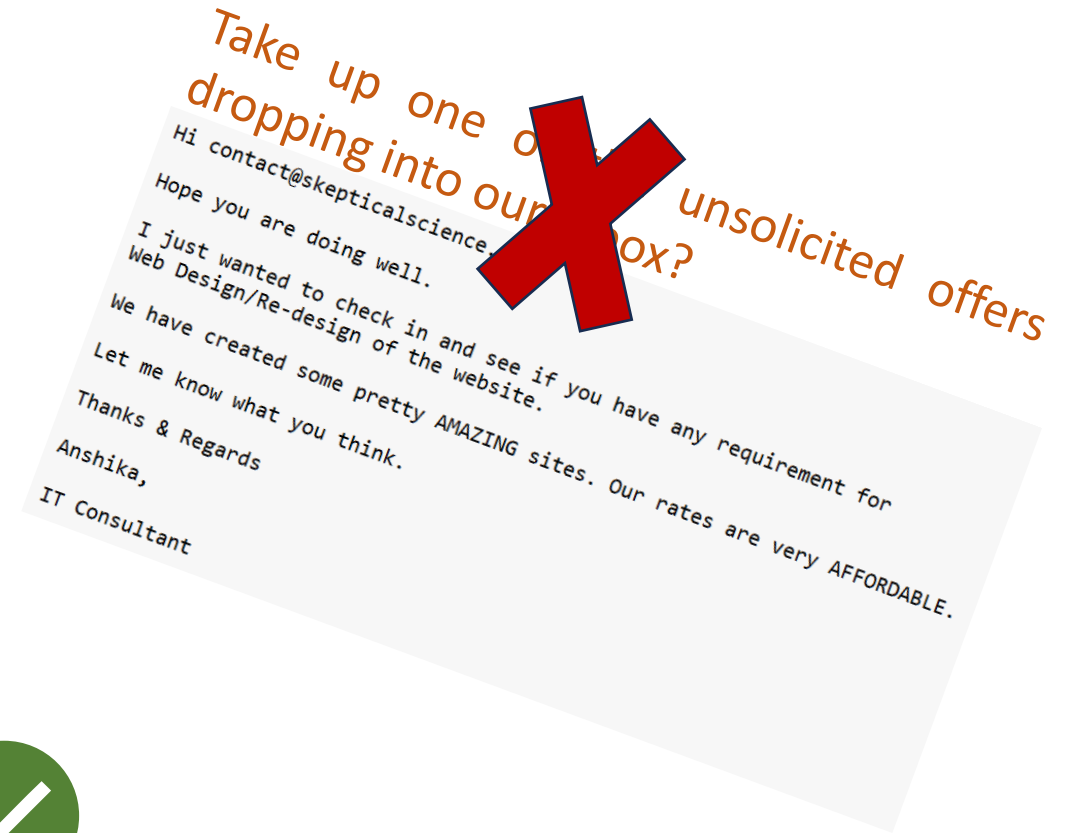 Take up one unsolicited offers
dropping into our
Hi contact@skepticalscience.
Hope you are doing well.
I just wanted to check in and see if you have any requirement for
Web Design/Re-design of the website.
We have created some pretty AMAZING sites. Our rates are very AFFORDABLE.
Let me know what you think.
Thanks & Regards
Anshika,
IT Consultant